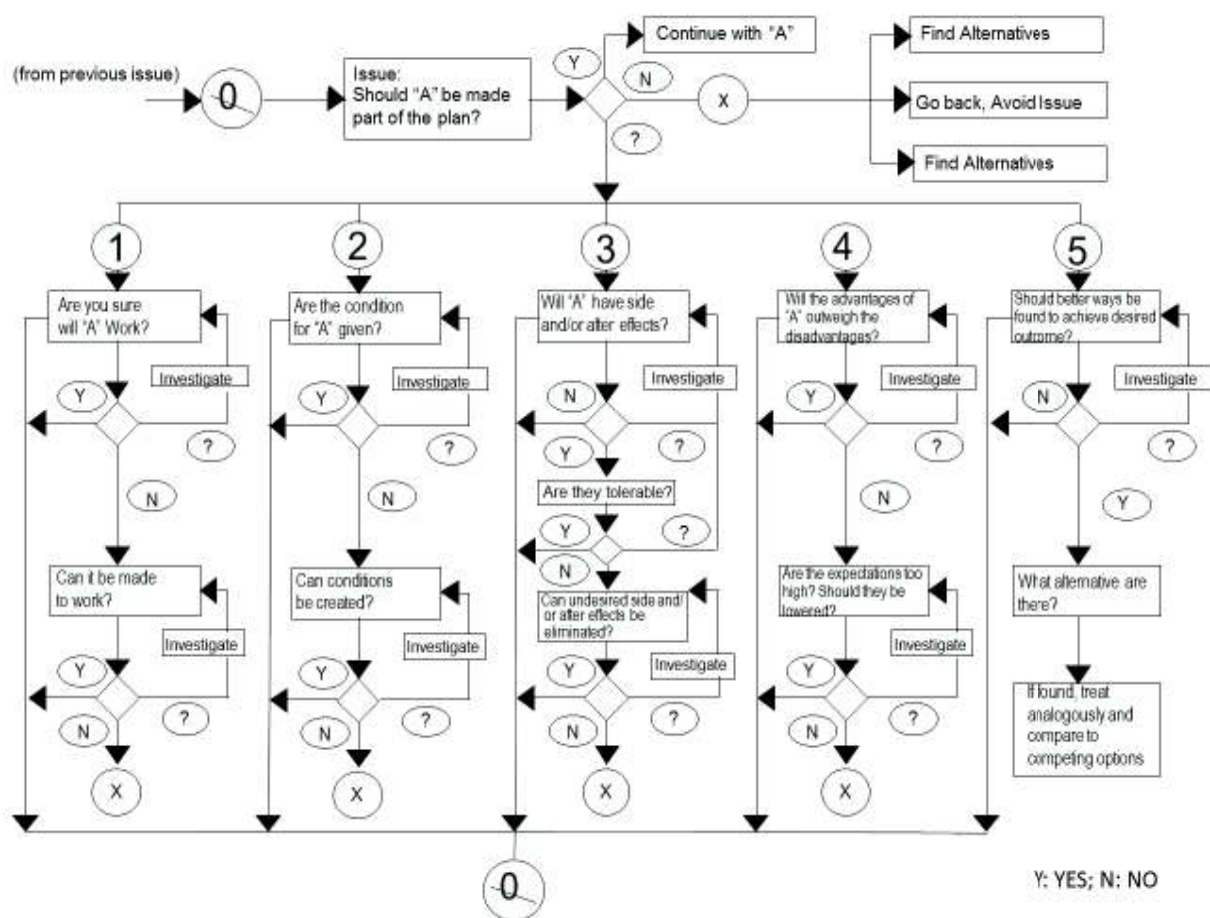 Continue with "A"
Find Alternatives
(from previous issue)
0
Issue:
Should "A" be made
part of the plan?
Y
N
X
Go back, Avoid Issue
?
Find Alternatives
1
2
3
4
5
Are you sure
will "A" Work?
Are the condition
for "A" given?
Will "A" have side
and/or after effects?
Will the advantages of
"A" outweigh the
disadvantages?
Should better ways be
found to achieve desired
outcome?
Investigate
Investigate
Investigate
Investigate
Investigate
Y
Y
N
Y
N
?
?
?
?
?
Y
N
N
Are they tolerable?
N
Y
Y
?
N
Can it be made
to work?
Can conditions
be created?
Can undesired side and/
or after effects be
eliminated?
Are the expectations too
high? Should they be
lowered?
What alternative are
there?
Investigate
Investigate
Investigate
Investigate
Y
Y
Y
Y
?
?
?
?
N
N
N
N
If found, treat
analogously and
compare to
competing options
X
X
X
X
0
Y: YES; N: NO